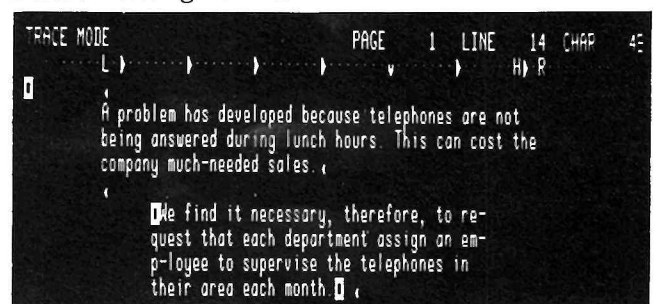 TRACE MODE PAGE 1 LINE 14 CHAR 45
L H R
A problem has developed because telephones are not
being answered during lunch hours. This can cost the
company much-needed sales.
We find it necessary, therefore, to re-
quest that each department assign an em-
p-loyee to supervise the telephones in
their area each month.